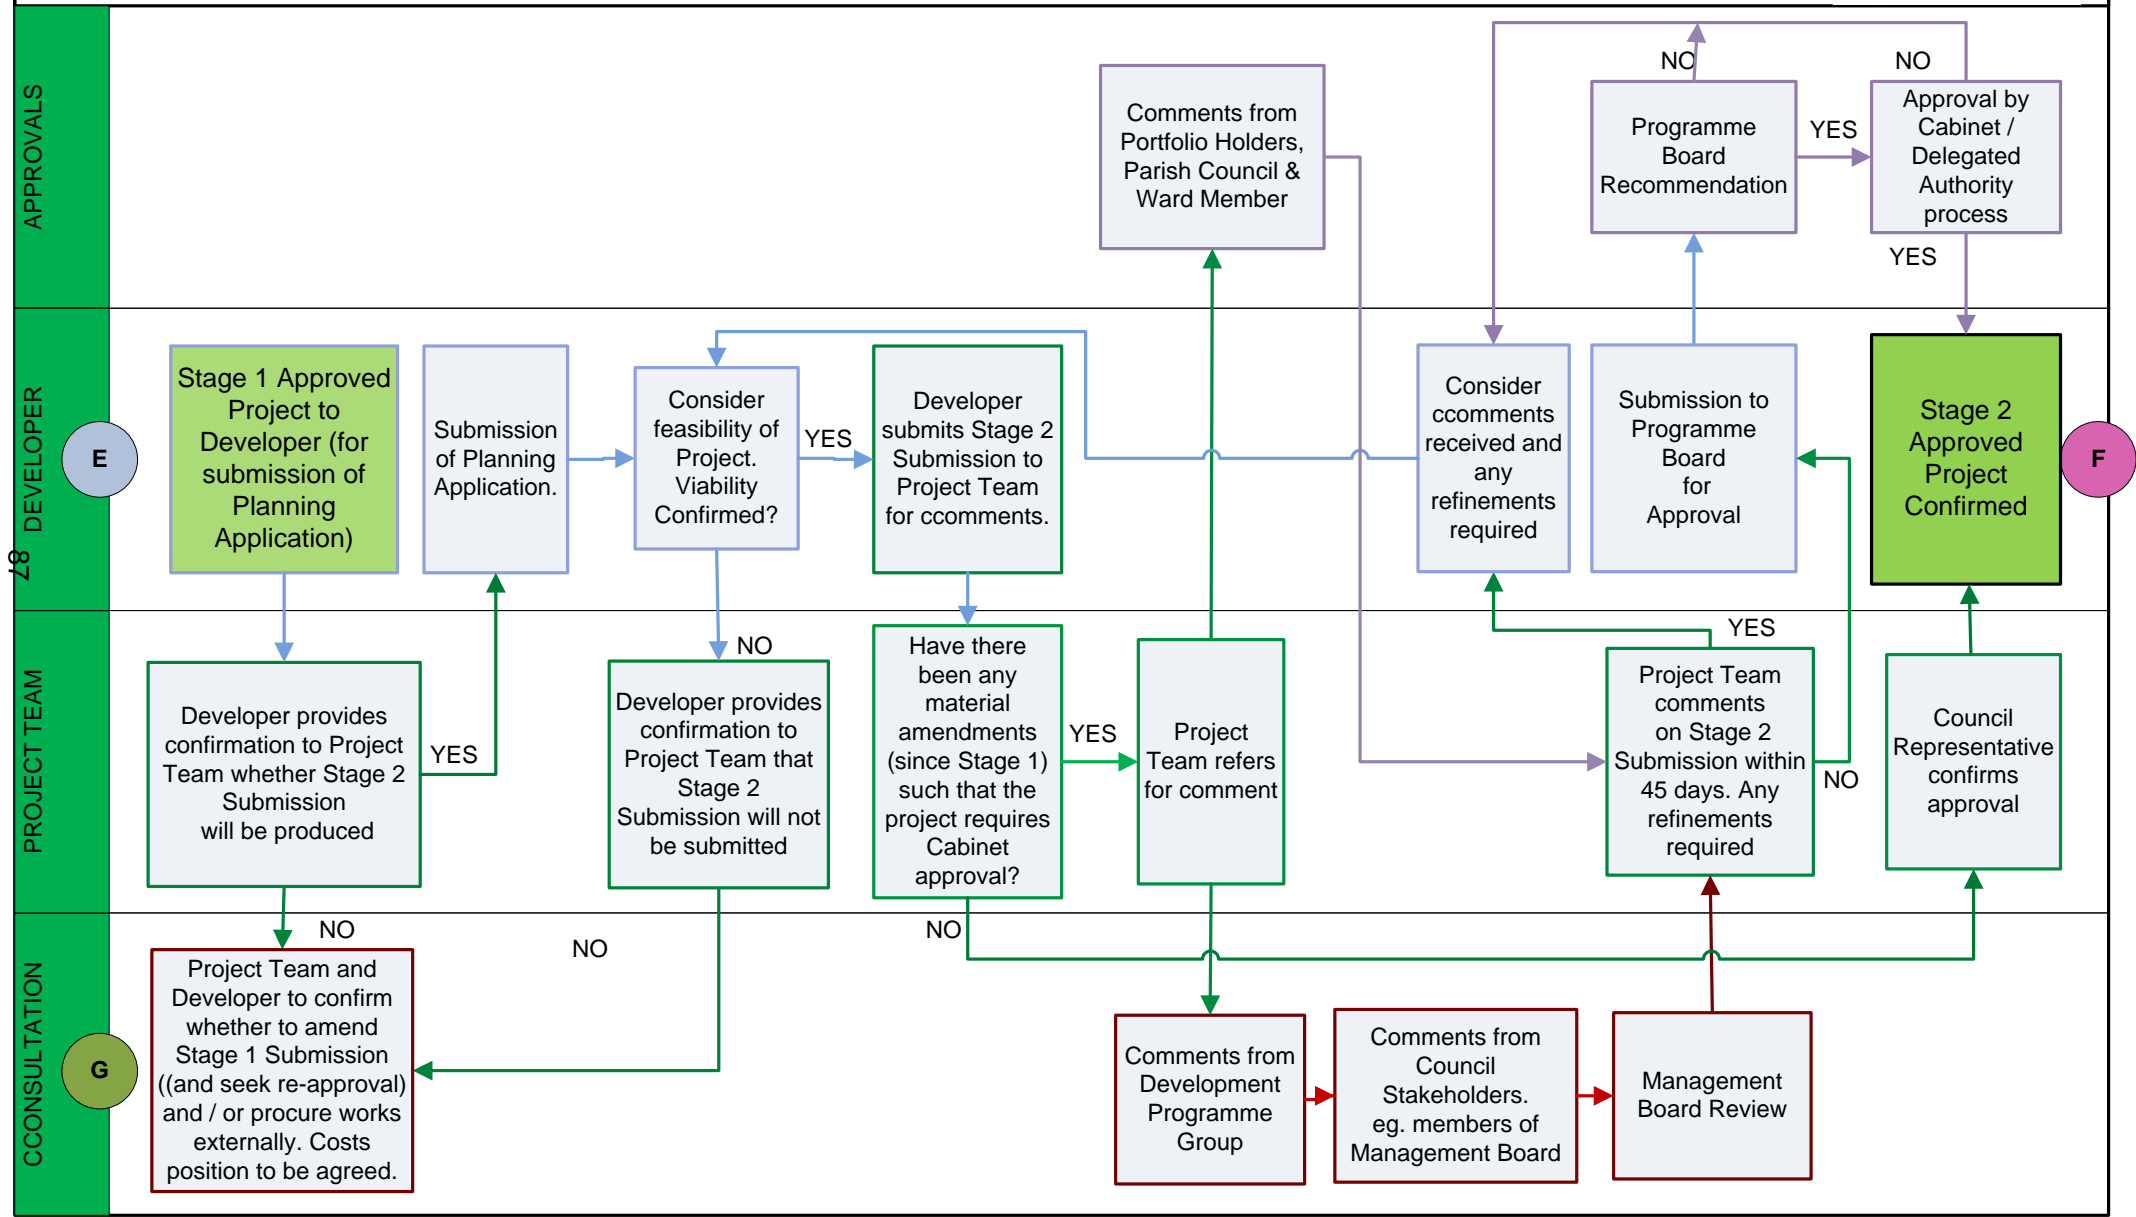 APPROVALS
Comments from
Portfolio Holders,
Parish Council &
Ward Member
NO
Programme
Board
Recommendation
YES
NO
Approval by
Cabinet /
Delegated
Authority
process
YES
DEVELOPER
87
E
Stage 1 Approved
Project to
Developer (for
submission of
Planning
Application)
Submission
of Planning
Application.
Consider
feasibility of
Project.
Viability
Confirmed?
YES
Developer
submits Stage 2
Submission to
Project Team
for ccomments.
Consider
ccomments
received and
any
refinements
required
Submission to
Programme
Board
for
Approval
Stage 2
Approved
Project
Confirmed
F
PROJECT TEAM
Developer provides
confirmation to Project
Team whether Stage 2
Submission
will be produced
YES
NO
Developer provides
confirmation to
Project Team that
Stage 2
Submission will not
be submitted
Have there
been any
material
amendments
(since Stage 1)
such that the
project requires
Cabinet
approval?
YES
Project
Team refers
for comment
YES
Project Team
comments
on Stage 2
Submission within
45 days. Any
refinements
required
NO
Council
Representative
confirms
approval
CCONSULTATION
G
NO
Project Team and
Developer to confirm
whether to amend
Stage 1 Submission
((and seek re-approval)
and / or procure works
externally. Costs
position to be agreed.
NO
NO
Comments from
Development
Programme
Group
Comments from
Council
Stakeholders.
eg. members of
Management Board
Management
Board Review